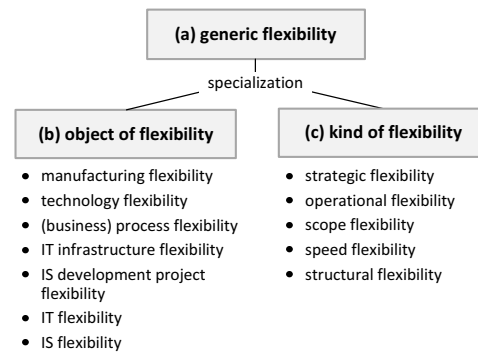 (a) generic flexibility
specialization
(b) object of flexibility
• manufacturing flexibility
• technology flexibility
• (business) process flexibility
• IT infrastructure flexibility
• IS development project
flexibility
• IT flexibility
• IS flexibility
(c) kind of flexibility
• strategic flexibility
• operational flexibility
• scope flexibility
• speed flexibility
• structural flexibility